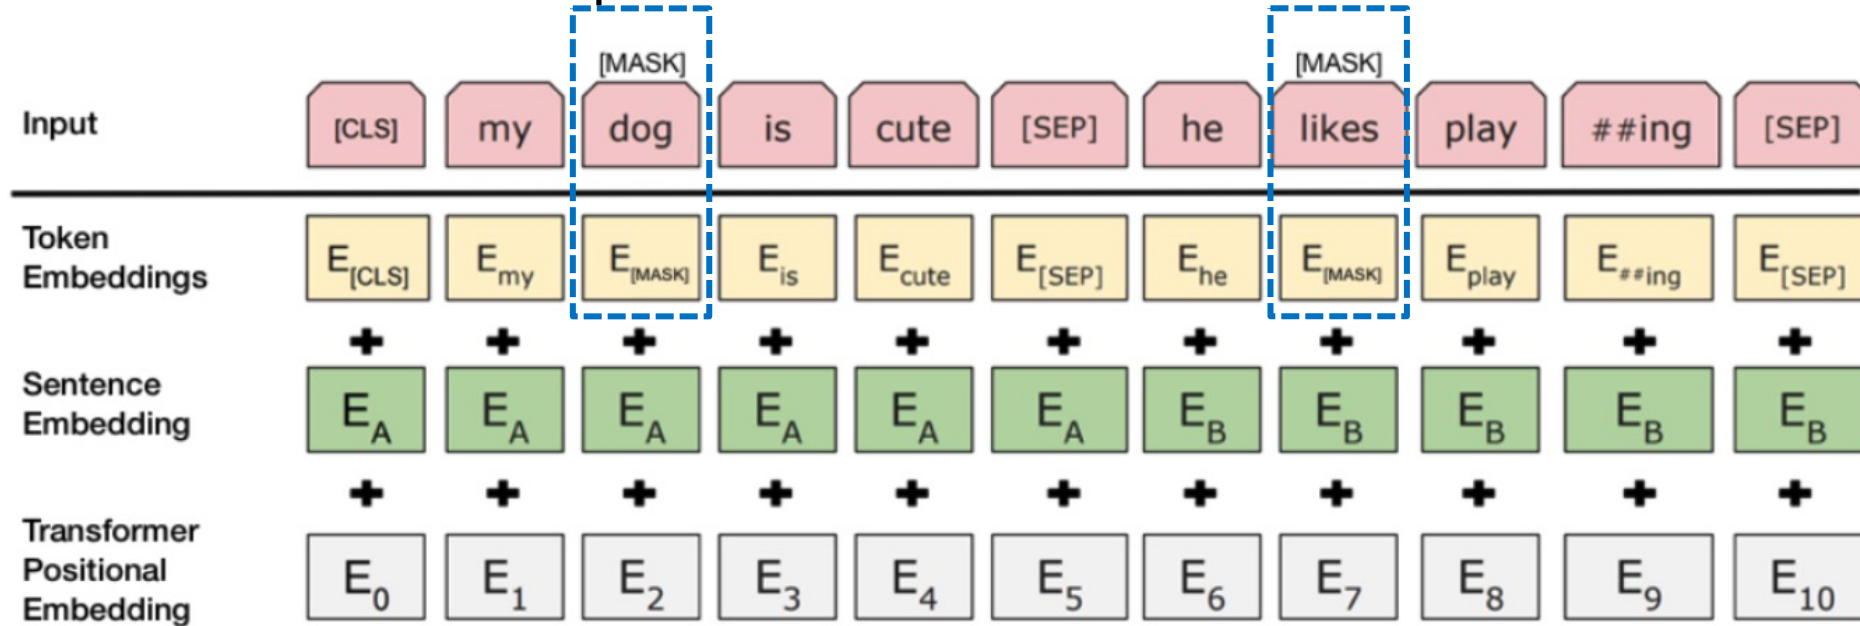 [MASK] [MASK]
Input [CLS] my dog is cute [SEP] he likes play ##ing [SEP]
Token
Embeddings
E[CLS] Emy E[MASK] Eis Ecute E[SEP] Ehe E[MASK] Eplay E##ing E[SEP]
Sentence
Embedding
EA EA EA EA EA EA EB EB EB EB EB
Transformer
Positional
Embedding
E0 E1 E2 E3 E4 E5 E6 E7 E8 E9 E10